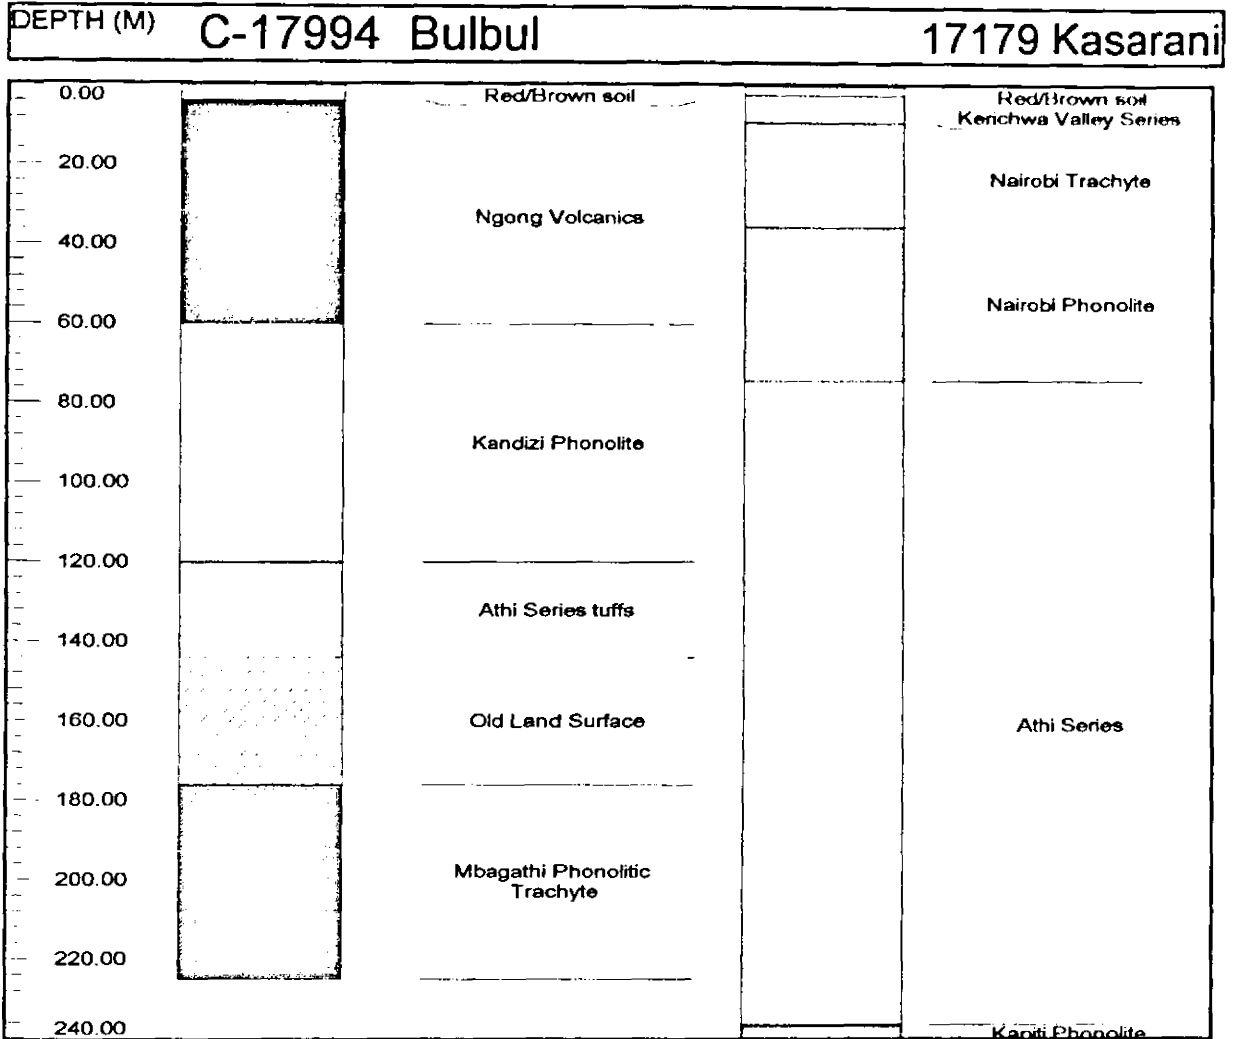 DEPTH (M)
C-17994 Bulbul
17179 Kasarani
0.00
20.00
40.00
60.00
80.00
100.00
120.00
140.00
160.00
180.00
200.00
220.00
240.00
Red/Brown soil
Ngong Volcanics
Kandizi Phonolite
Athi Series tuffs
Old Land Surface
Mbagathi Phonolitic
Trachyte
Red/Brown soil
Kerichwa Valley Series
Nairobi Trachyte
Nairobi Phonolite
Athi Series
Kapiti Phonolite